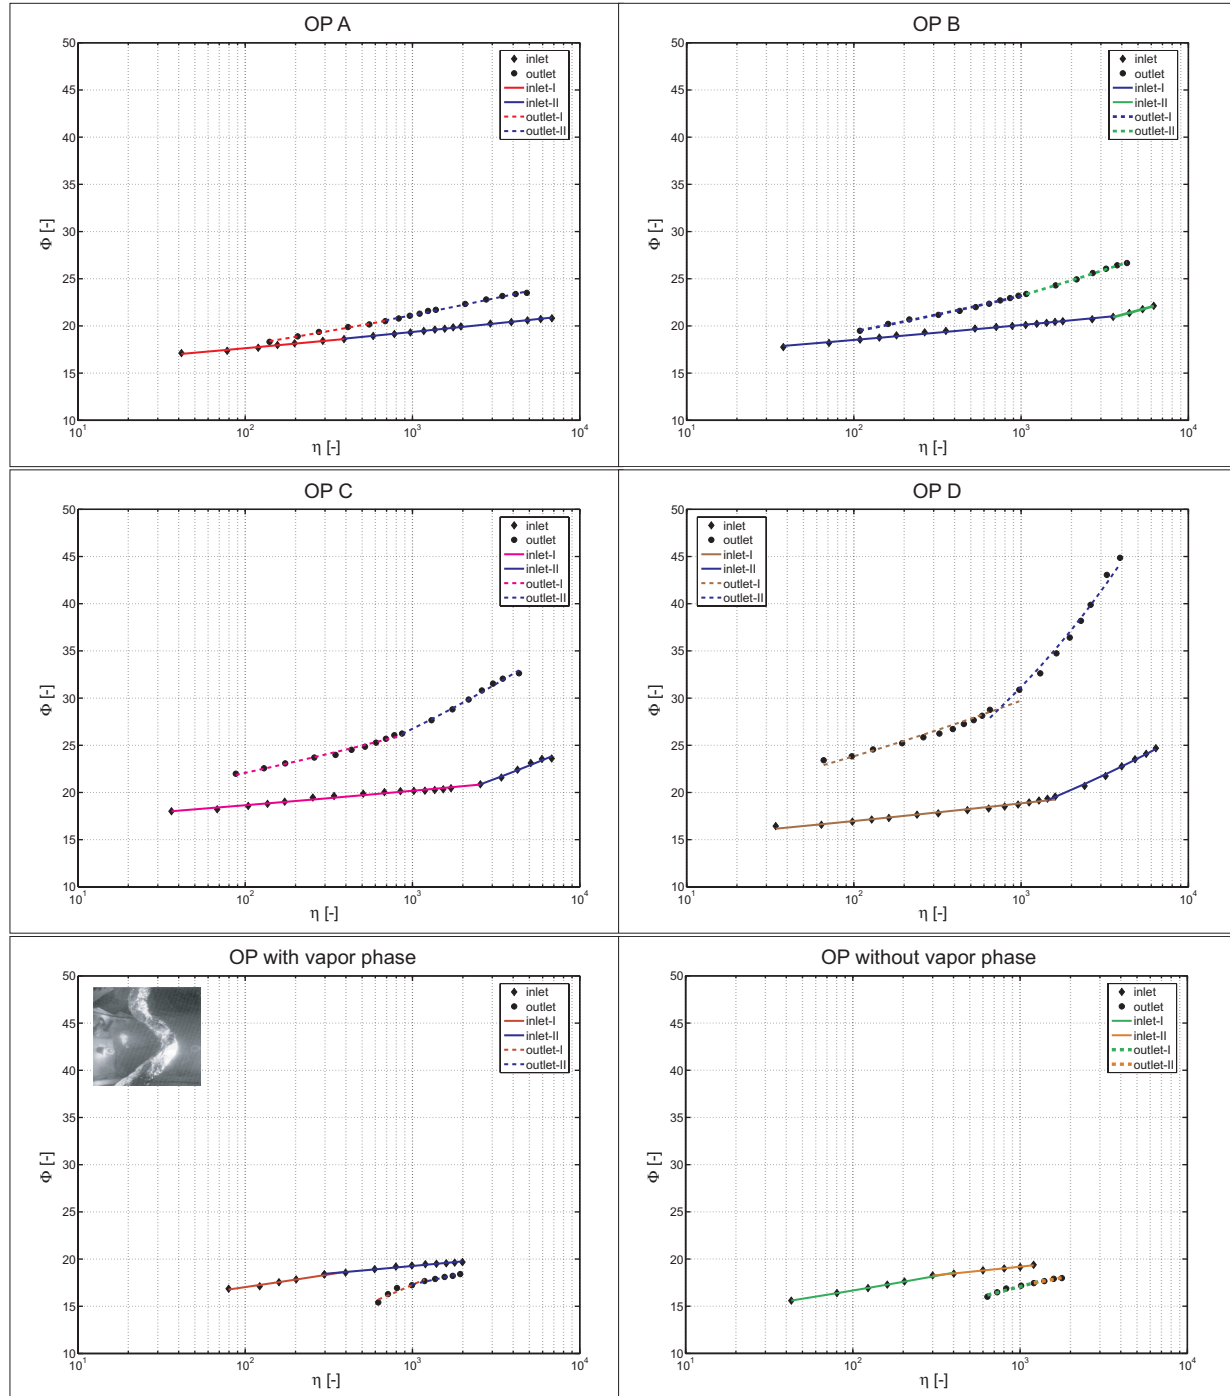 OP A
50
45
40
35
30
25
20
15
10
Φ [-]
10¹
10²
10³
10⁴
η [-]
inlet
outlet
inlet-I
inlet-II
outlet-I
outlet-II
OP B
50
45
40
35
30
25
20
15
10
Φ [-]
10¹
10²
10³
10⁴
η [-]
inlet
outlet
inlet-I
inlet-II
outlet-I
outlet-II
OP C
50
45
40
35
30
25
20
15
10
Φ [-]
10¹
10²
10³
10⁴
η [-]
inlet
outlet
inlet-I
inlet-II
outlet-I
outlet-II
OP D
50
45
40
35
30
25
20
15
10
Φ [-]
10¹
10²
10³
10⁴
η [-]
inlet
outlet
inlet-I
inlet-II
outlet-I
outlet-II
OP with vapor phase
50
45
40
35
30
25
20
15
10
Φ [-]
10¹
10²
10³
10⁴
η [-]
inlet
outlet
inlet-I
inlet-II
outlet-I
outlet-II
OP without vapor phase
50
45
40
35
30
25
20
15
10
Φ [-]
10¹
10²
10³
10⁴
η [-]
inlet
outlet
inlet-I
inlet-II
outlet-I
outlet-II